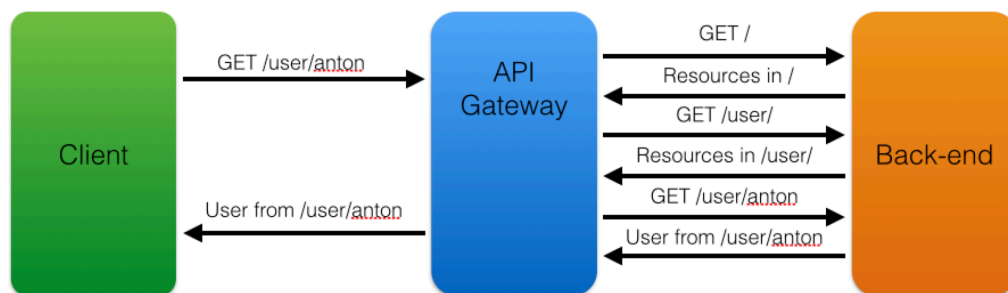 Client
GET /user/anton
User from /user/anton
API
Gateway
GET /
Resources in /
GET /user/
Resources in /user/
GET /user/anton
User from /user/anton
Back-end